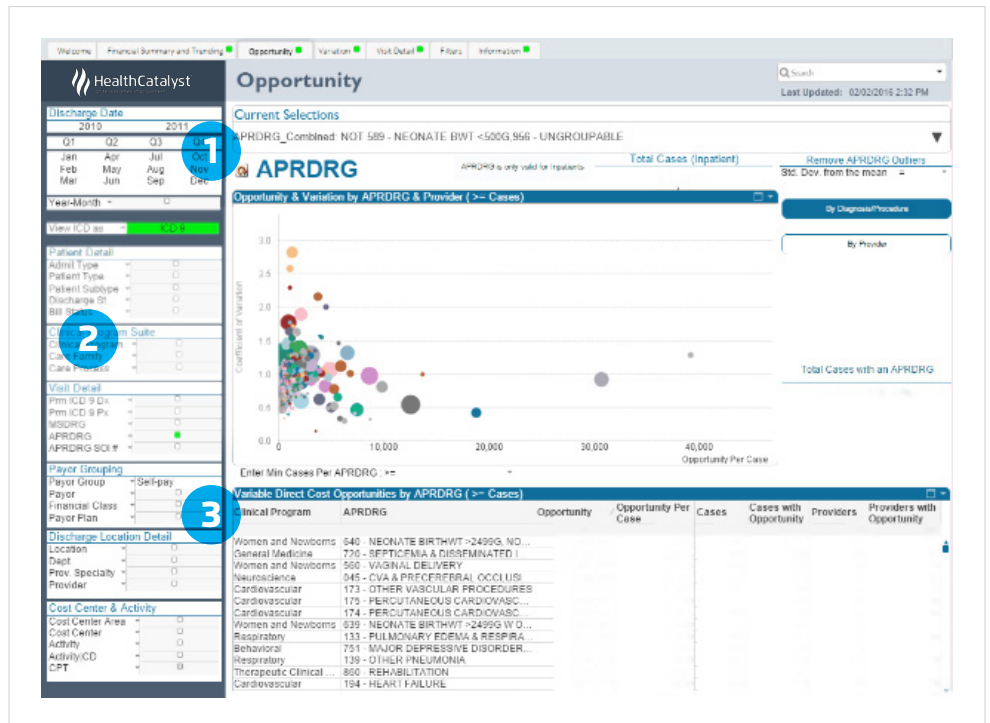 Welcome Financial Summary and Trending Opportunity Variation Visit Detail Filters Information
HealthCatalyst
Opportunity
Search
Last Updated: 02/02/2016 2:32 PM
Discharge Date
2010 2011
Q1 Q2 Q3
Jan Apr Jul Oct
Feb May Aug Nov
Mar Jun Sep Dec
Year-Month
View ICD as ICD 9
1
Current Selections
APRDRG_Combined: NOT 589 - NEONATE BWT <500G,956 - UNGROUPABLE
APRDRG
APRDRG is only valid for Inpatients
Total Cases (Inpatient)
Remove APRDRG Outliers
Std. Dev. from the mean =
By Diagnosis/Procedure
By Provider
Total Cases with an APRDRG
Opportunity & Variation by APRDRG & Provider ( >= Cases)
Coefficient of Variation
3.0
2.5
2.0
1.5
1.0
0.5
0.0
0 10,000 20,000 30,000 40,000
Opportunity Per Case
Enter Min Cases Per APRDRG : >=
Patient Detail
Admit Type
Patient Type
Patient Subtype
Discharge St
Bill Status
2
Clinical Program Suite
Clinical Program
Care Family
Care Process
Visit Detail
Prm ICD 9 Dx
Prm ICD 9 Px
MSDRG
APRDRG
APRDRG SOI #
Payor Grouping
Payor Group Self-pay
Payor
Financial Class
Payor Plan
3
Discharge Location Detail
Location
Dept
Prov. Specialty
Provider
Cost Center & Activity
Cost Center Area
Cost Center
Activity
ActivityCD
CPT
Variable Direct Cost Opportunities by APRDRG ( >= Cases)
Clinical Program APRDRG Opportunity Opportunity Per Case Cases Cases with Opportunity Providers Providers with Opportunity
Women and Newborns 640 - NEONATE BIRTHWT >2499G, NO...
General Medicine 720 - SEPTICEMIA & DISSEMINATED I...
Women and Newborns 560 - VAGINAL DELIVERY
Neuroscience 045 - CVA & PRECEREBRAL OCCLUSI...
Cardiovascular 173 - OTHER VASCULAR PROCEDURES
Cardiovascular 175 - PERCUTANEOUS CARDIOVASC...
Cardiovascular 174 - PERCUTANEOUS CARDIOVASC...
Women and Newborns 639 - NEONATE BIRTHWT >2499G W O...
Respiratory 133 - PULMONARY EDEMA & RESPIRA...
Behavioral 751 - MAJOR DEPRESSIVE DISORDER...
Respiratory 139 - OTHER PNEUMONIA
Therapeutic Clinical ... 860 - REHABILITATION
Cardiovascular 194 - HEART FAILURE